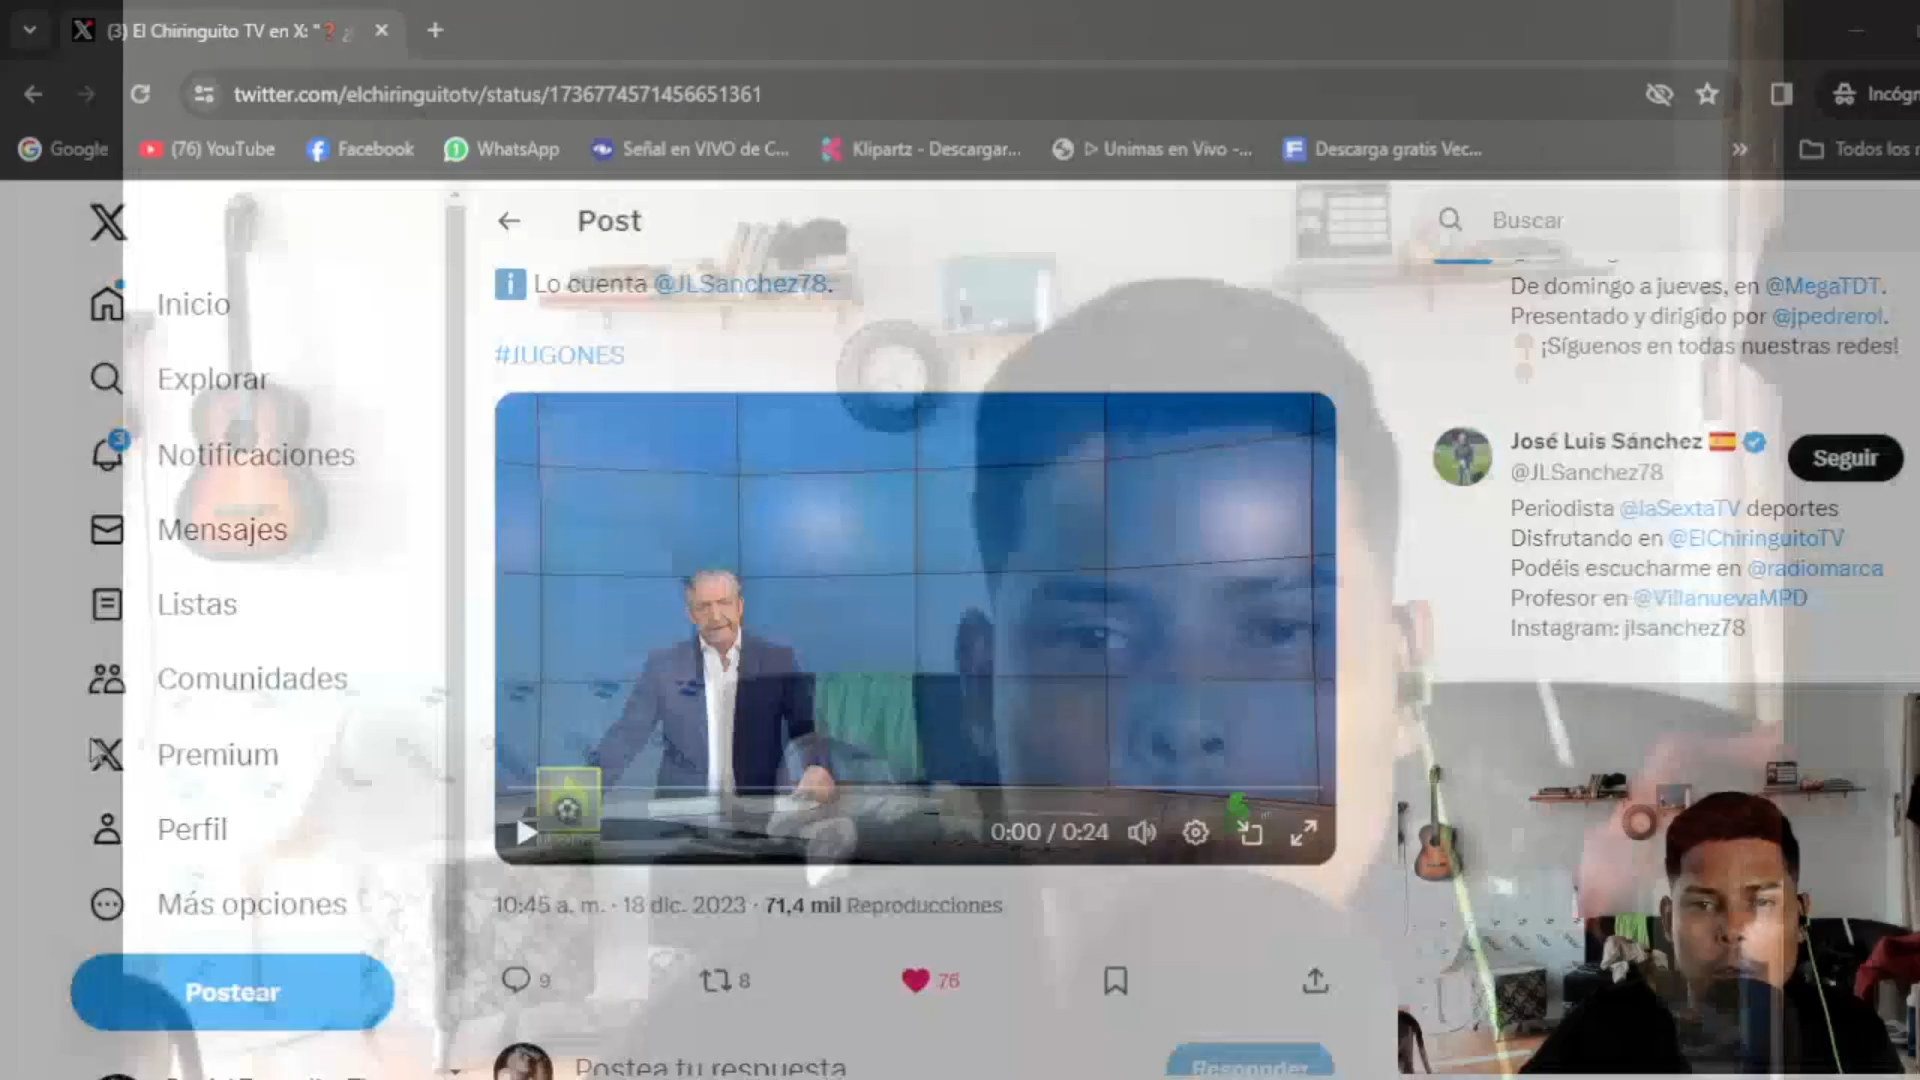 (3) El Chiringuito TV en X: "
twitter.com/elchiringuitotv/status/1736774571456651361
Incógn
Google
(76) YouTube
Facebook
WhatsApp
Señal en VIVO de C...
Klipartz - Descargar...
Unimas en Vivo -...
Descarga gratis Vec...
»
Todos los
Post
Buscar
Lo cuenta @JLSanchez78.
#JUGONES
Inicio
Explorar
3
Notificaciones
Mensajes
Listas
Comunidades
Premium
Perfil
Más opciones
Postear
0:00 / 0:24
10:45 a. m. · 18 dic. 2023 · 71,4 mil Reproducciones
9
8
76
Postea tu respuesta
Responder
De domingo a jueves, en @MegaTDT.
Presentado y dirigido por @jpedrerol.
¡Síguenos en todas nuestras redes!
José Luis Sánchez
@JLSanchez78
Seguir
Periodista @laSextaTV deportes
Disfrutando en @ElChiringuitoTV
Podéis escucharme en @radiomarca
Profesor en @VillanuevaMPD
Instagram: jlsanchez78